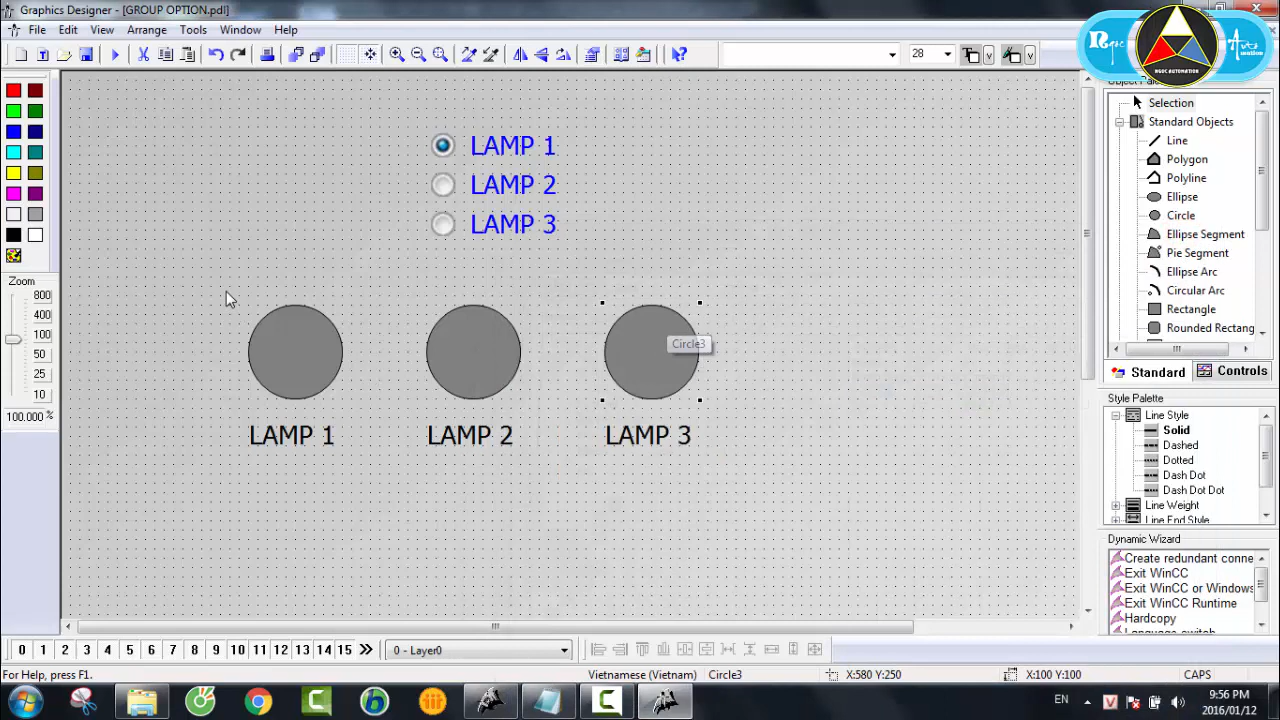 Graphics Designer - [GROUP OPTION.pdl]
File Edit View Arrange Tools Window Help
28
Ngoc Automation
NGOC AUTOMATION
LAMP 1
LAMP 2
LAMP 3
Circle3
LAMP 1 LAMP 2 LAMP 3
Zoom
800
400
100
50
25
10
100.000 %
Selection
Standard Objects
Line
Polygon
Polyline
Ellipse
Circle
Ellipse Segment
Pie Segment
Ellipse Arc
Circular Arc
Rectangle
Rounded Rectang
Standard Controls
Style Palette
Line Style
Solid
Dashed
Dotted
Dash Dot
Dash Dot Dot
Line Weight
Line End Style
Dynamic Wizard
Create redundant conne
Exit WinCC
Exit WinCC or Windows
Exit WinCC Runtime
Hardcopy
Language switch
0 1 2 3 4 5 6 7 8 9 10 11 12 13 14 15
0 - Layer0
For Help, press F1. Vietnamese (Vietnam) Circle3 X:580 Y:250 X:100 Y:100 CAPS
EN
9:56 PM
2016/01/12